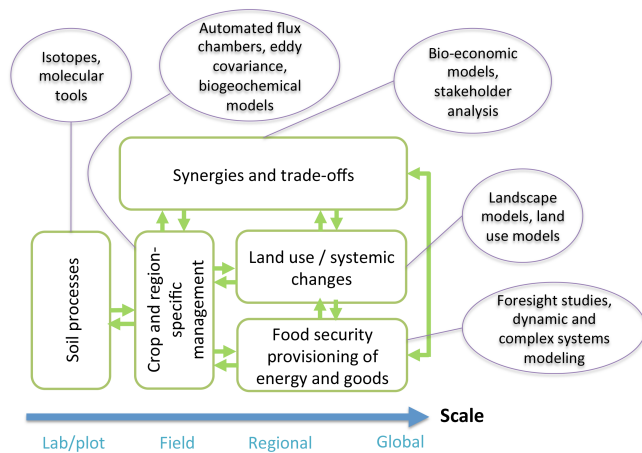 Isotopes,
molecular
tools
Automated flux
chambers, eddy
covariance,
biogeochemical
models
Bio-economic
models,
stakeholder
analysis
Synergies and trade-offs
Landscape
models, land
use models
Soil processes
Crop and region-
specific
management
Land use / systemic
changes
Food security
provisioning of
energy and goods
Foresight studies,
dynamic and
complex systems
modeling
Scale
Lab/plot
Field
Regional
Global